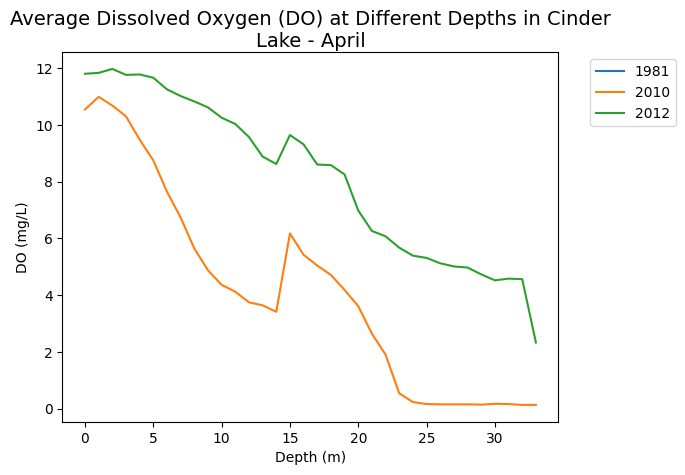 Average Dissolved Oxygen (DO) at Different Depths in Cinder
Lake - April
1981
2010
2012
DO (mg/L)
12
10
8
6
4
2
0
0 5 10 15 20 25 30
Depth (m)